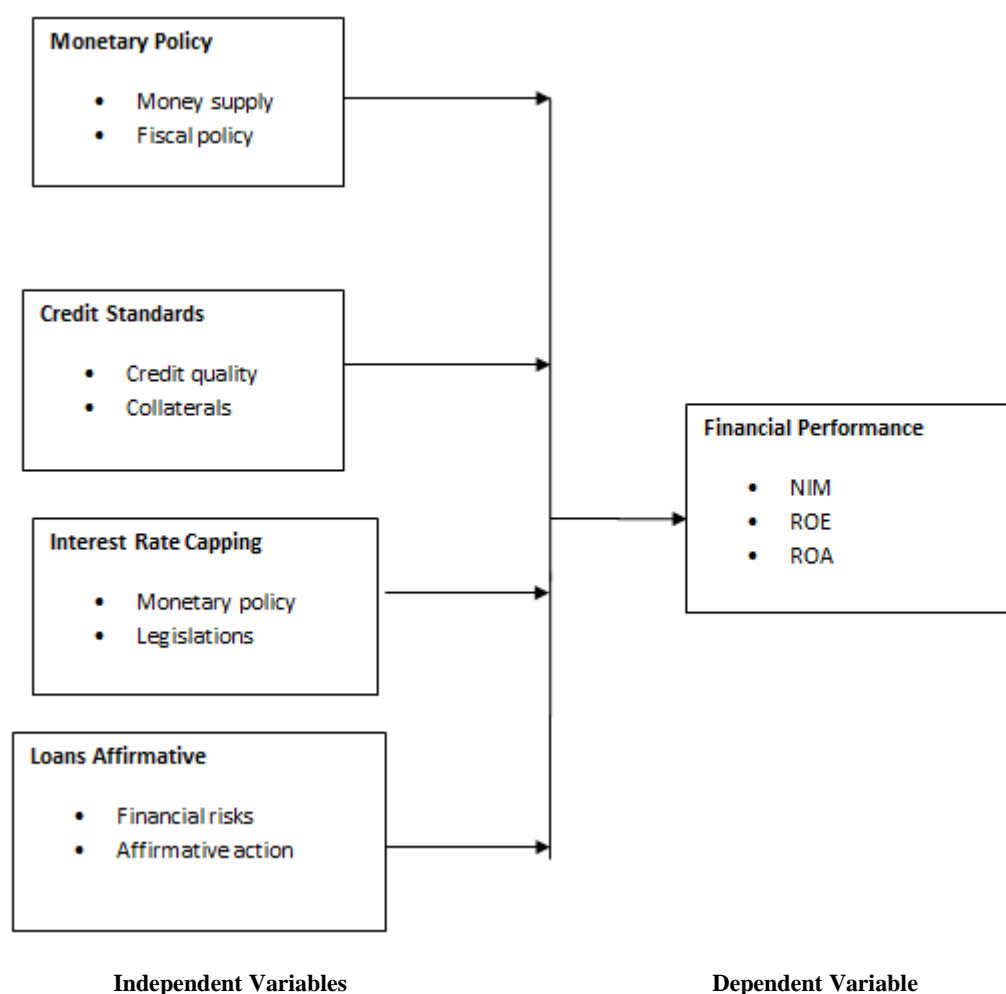 Monetary Policy
• Money supply
• Fiscal policy
Credit Standards
• Credit quality
• Collaterals
Interest Rate Capping
• Monetary policy
• Legislations
Loans Affirmative
• Financial risks
• Affirmative action
Financial Performance
• NIM
• ROE
• ROA
Independent Variables
Dependent Variable